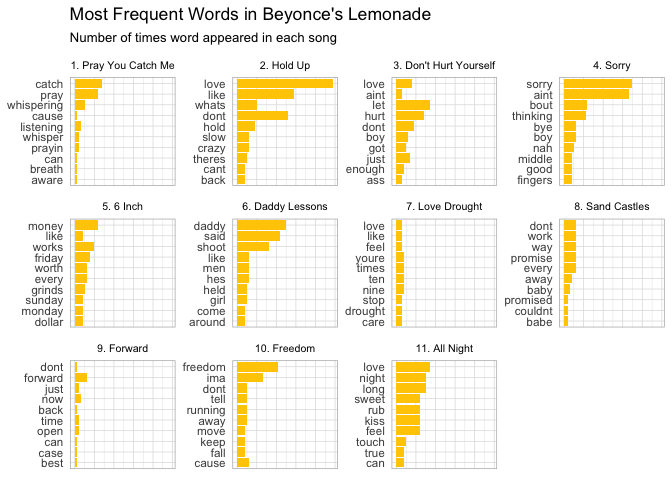 Most Frequent Words in Beyonce's Lemonade
Number of times word appeared in each song
1. Pray You Catch Me
catch
pray
whispering
cause
listening
whisper
prayin
can
breath
aware
2. Hold Up
love
like
whats
dont
hold
slow
crazy
theres
cant
back
3. Don't Hurt Yourself
love
aint
let
hurt
dont
boy
got
just
enough
ass
4. Sorry
sorry
aint
bout
thinking
bye
boy
nah
middle
good
fingers
5. 6 Inch
money
like
works
friday
worth
every
grinds
sunday
monday
dollar
6. Daddy Lessons
daddy
said
shoot
like
men
hes
held
girl
come
around
7. Love Drought
love
like
feel
youre
times
ten
nine
stop
drought
care
8. Sand Castles
dont
work
way
promise
every
away
baby
promised
couldnt
babe
9. Forward
dont
forward
just
now
back
time
open
can
case
best
10. Freedom
freedom
ima
dont
tell
running
away
move
keep
fall
cause
11. All Night
love
night
long
sweet
rub
kiss
feel
touch
true
can